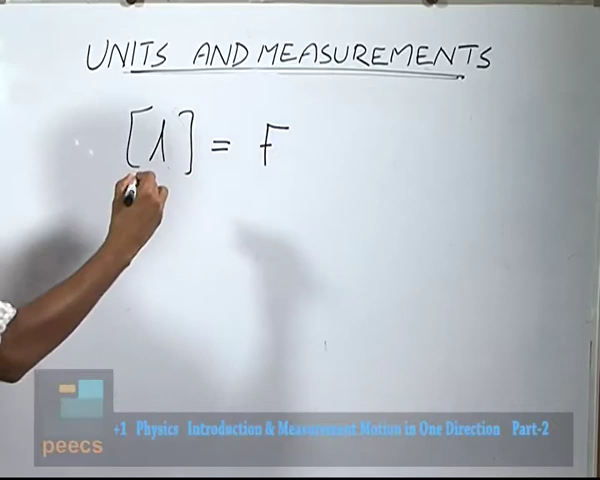 UNITS AND MEASUREMENTS
[λ] = F
peecs
+1 Physics Introduction & Measurement Motion in One Direction Part-2